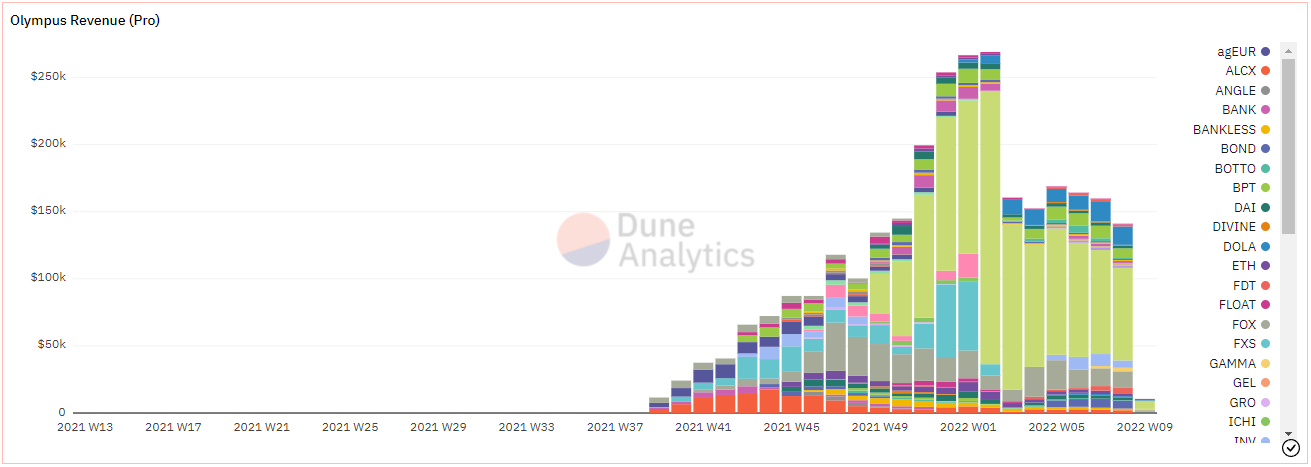 Olympus Revenue (Pro)
$250k
$200k
$150k
$100k
$50k
0
2021 W13
2021 W17
2021 W21
2021 W25
2021 W29
2021 W33
2021 W37
2021 W41
2021 W45
2021 W49
2022 W01
2022 W05
2022 W09
Dune
Analytics
agEUR
ALCX
ANGLE
BANK
BANKLESS
BOND
BOTTO
BPT
DAI
DIVINE
DOLA
ETH
FDT
FLOAT
FOX
FXS
GAMMA
GEL
GRO
ICHI
INV